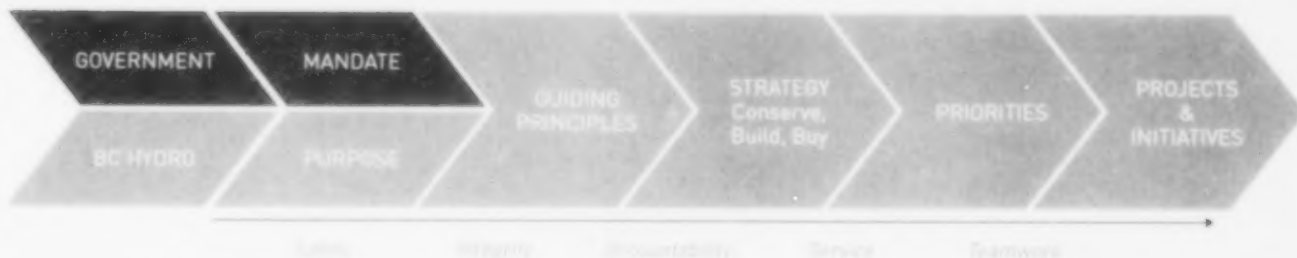 GOVERNMENT
MANDATE
GUIDING
PRINCIPLES
STRATEGY
Conserve,
Build, Buy
PRIORITIES
PROJECTS
&
INITIATIVES
BC HYDRO
PURPOSE
Safety Integrity Accountability Service Teamwork